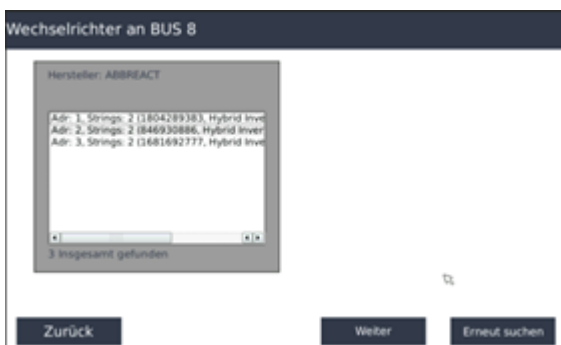 Wechselrichter an BUS 8
Hersteller: ABBREACT
Adr: 1, Strings: 2 (1804289383, Hybrid Inve
Adr: 2, Strings: 2 (846930886, Hybrid Inver
Adr: 3, Strings: 2 (1681692777, Hybrid Inve
3 Insgesamt gefunden
Zurück
Weiter
Erneut suchen